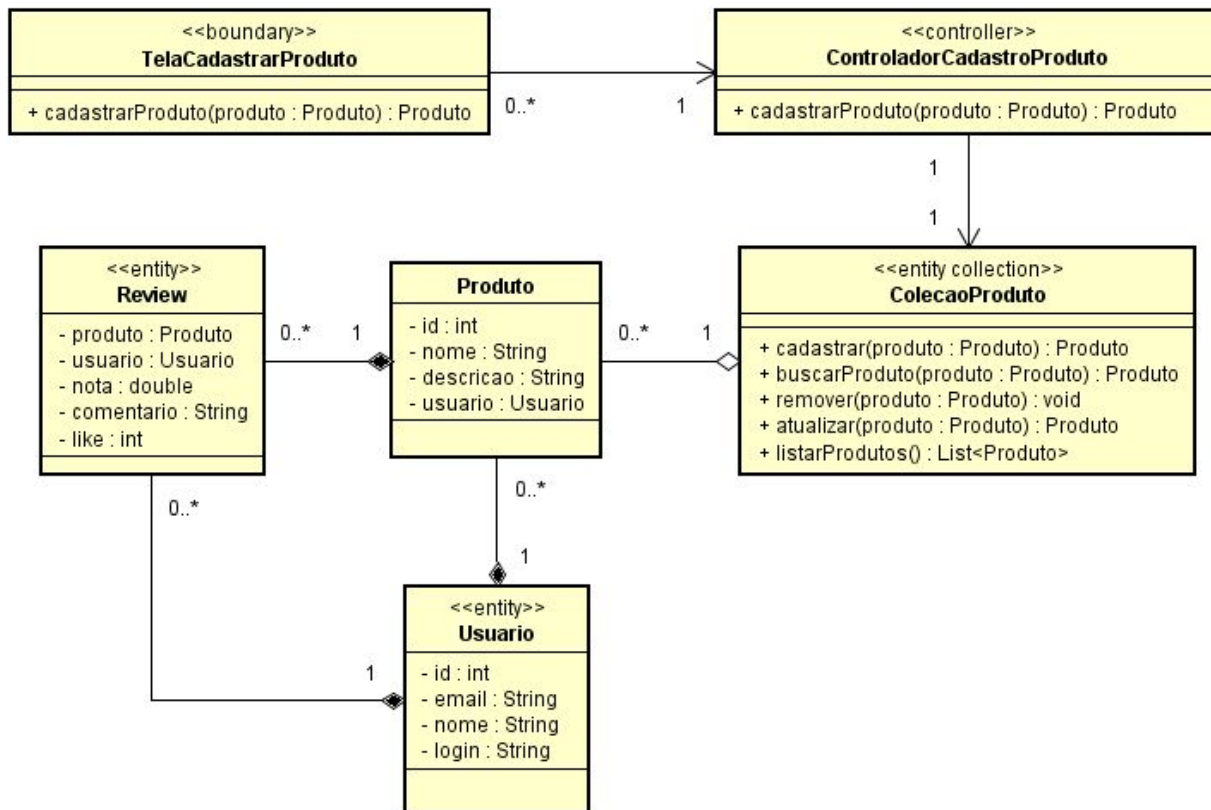 <<boundary>>
TelaCadastrarProduto
+ cadastrarProduto(produto : Produto) : Produto
0..*
1
<<controller>>
ControladorCadastroProduto
+ cadastrarProduto(produto : Produto) : Produto
1
1
<<entity>>
Review
- produto : Produto
- usuario : Usuario
- nota : double
- comentario : String
- like : int
0..*
1
Produto
- id : int
- nome : String
- descricao : String
- usuario : Usuario
0..*
1
<<entity collection>>
ColecaoProduto
+ cadastrar(produto : Produto) : Produto
+ buscarProduto(produto : Produto) : Produto
+ remover(produto : Produto) : void
+ atualizar(produto : Produto) : Produto
+ listarProdutos() : List<Produto>
0..*
0..*
1
1
<<entity>>
Usuario
- id : int
- email : String
- nome : String
- login : String